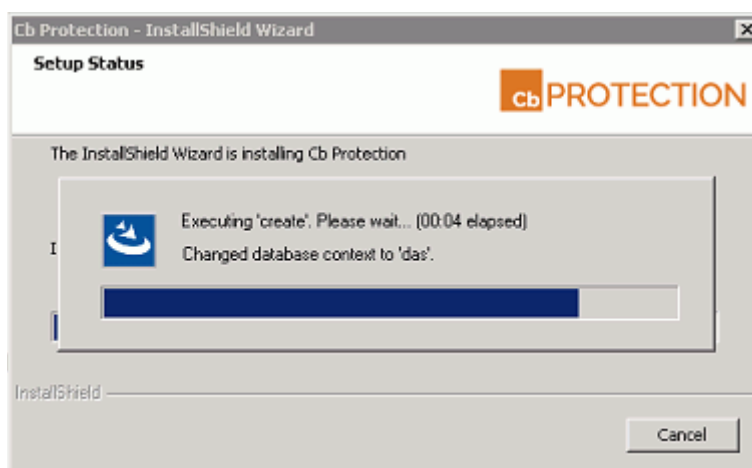 Cb Protection - InstallShield Wizard
Setup Status
Cb PROTECTION
The InstallShield Wizard is installing Cb Protection
Executing 'create'. Please wait... (00:04 elapsed)
I
Changed database context to 'das'.
InstallShield
Cancel